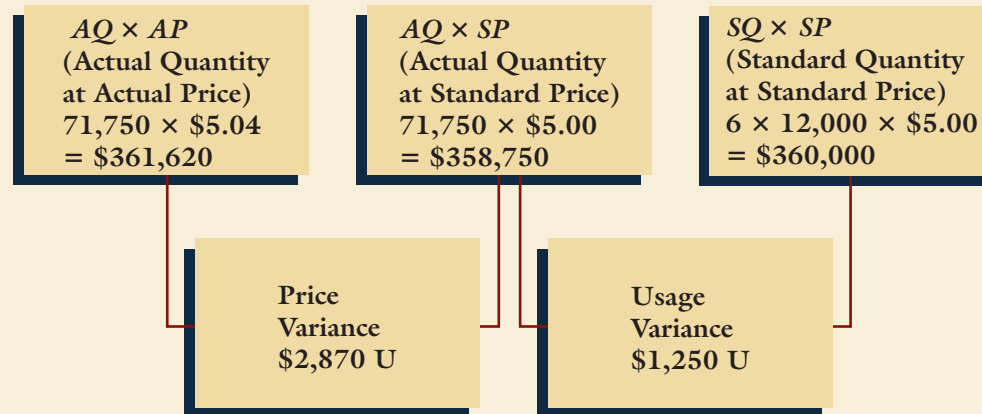 AQ × AP
(Actual Quantity
at Actual Price)
71,750 × $5.04
= $361,620
AQ × SP
(Actual Quantity
at Standard Price)
71,750 × $5.00
= $358,750
SQ × SP
(Standard Quantity
at Standard Price)
6 × 12,000 × $5.00
= $360,000
Price
Variance
$2,870 U
Usage
Variance
$1,250 U